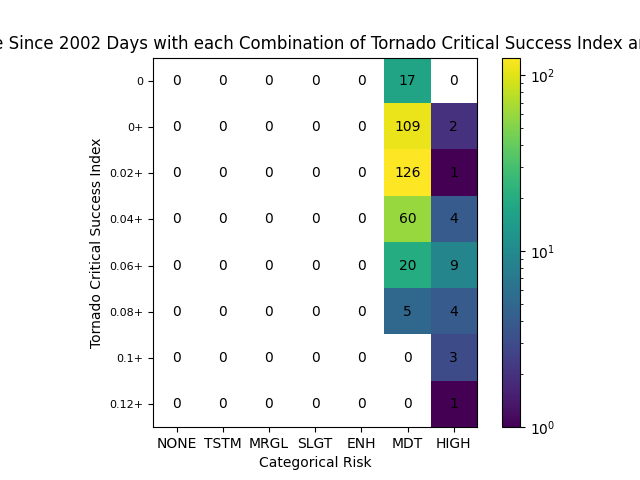 Since 2002 Days with each Combination of Tornado Critical Success Index
0 0 0 0 0 0 17 0
0+ 0 0 0 0 0 109 2
0.02+ 0 0 0 0 0 126 1
0.04+ 0 0 0 0 0 60 4
0.06+ 0 0 0 0 0 20 9
0.08+ 0 0 0 0 0 5 4
0.1+ 0 0 0 0 0 0 3
0.12+ 0 0 0 0 0 0 1
NONE TSTM MRGL SLGT ENH MDT HIGH
Categorical Risk
Tornado Critical Success Index
10²
10¹
10⁰